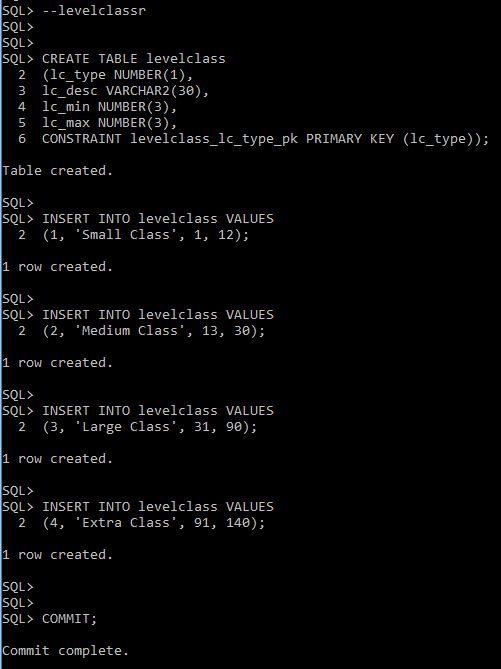 SQL> --levelclassr
SQL>
SQL>
SQL> CREATE TABLE levelclass
  2  (lc_type NUMBER(1),
  3  lc_desc VARCHAR2(30),
  4  lc_min NUMBER(3),
  5  lc_max NUMBER(3),
  6  CONSTRAINT levelclass_lc_type_pk PRIMARY KEY (lc_type));
Table created.
SQL>
SQL> INSERT INTO levelclass VALUES
  2  (1, 'Small Class', 1, 12);
1 row created.
SQL>
SQL> INSERT INTO levelclass VALUES
  2  (2, 'Medium Class', 13, 30);
1 row created.
SQL>
SQL> INSERT INTO levelclass VALUES
  2  (3, 'Large Class', 31, 90);
1 row created.
SQL>
SQL> INSERT INTO levelclass VALUES
  2  (4, 'Extra Class', 91, 140);
1 row created.
SQL>
SQL>
SQL> COMMIT;
Commit complete.